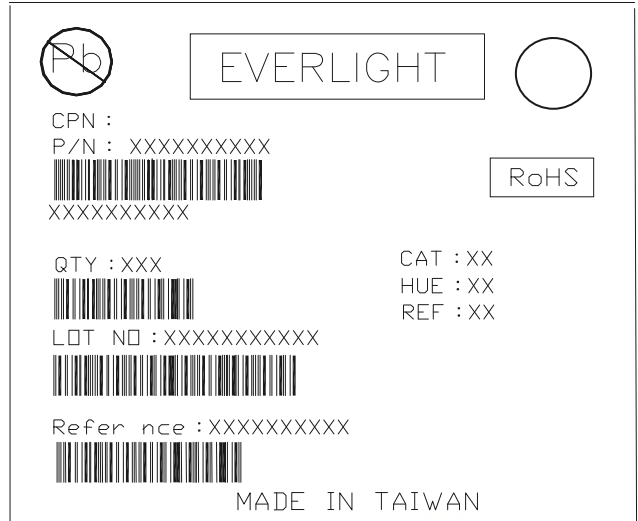 Pb
EVERLIGHT
CPN :
P/N : XXXXXXXXXX
RoHS
XXXXXXXXXX
QTY : XXX
CAT : XX
HUE : XX
REF : XX
LOT NO : XXXXXXXXXXX
Refer nce : XXXXXXXXXX
MADE IN TAIWAN